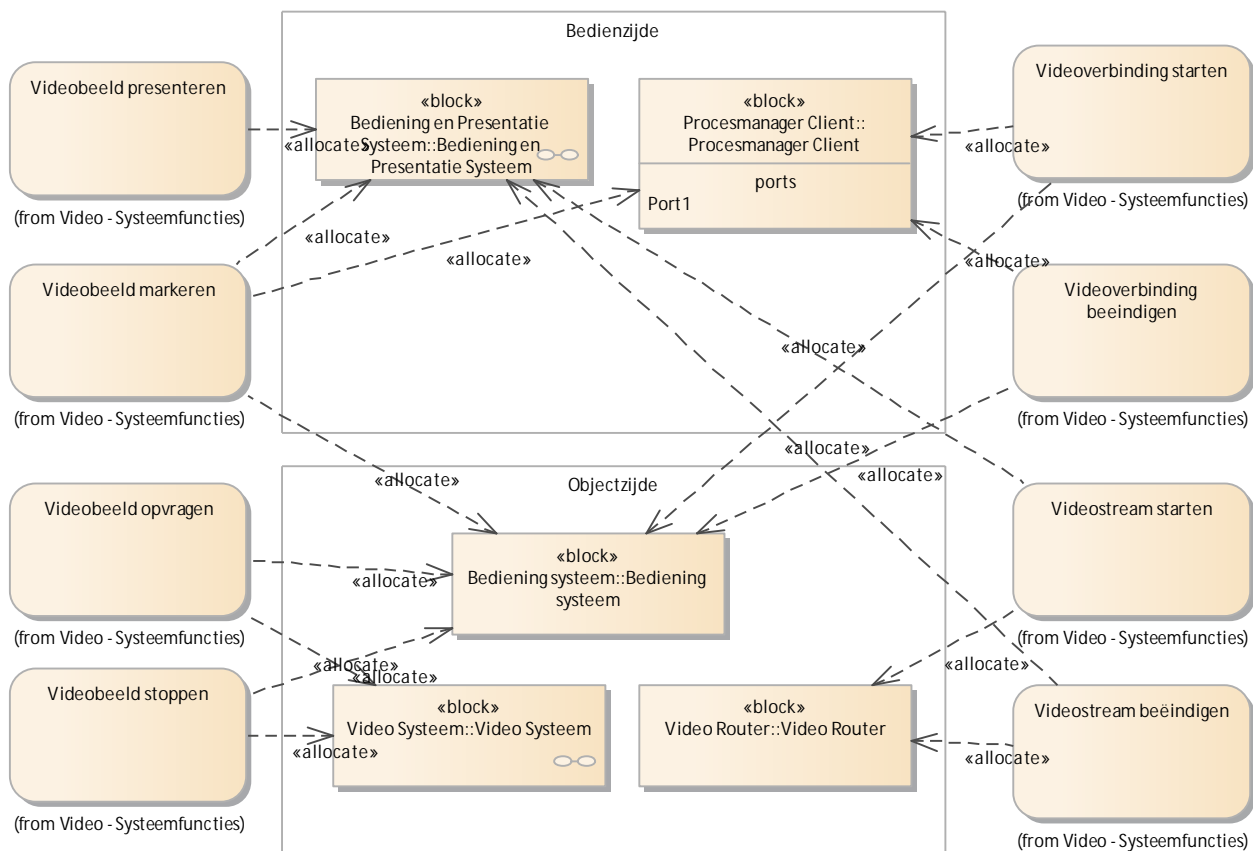 Bedienzijde
Videobeeld presenteren
«block»
Bediening en Presentatie
Systeem::Bediening en
Presentatie Systeem
«block»
Procesmanager Client::
Procesmanager Client
ports
Port1
Videoverbinding starten
«allocate»
«allocate»
(from Video - Systeemfuncties)
(from Video - Systeemfuncties)
«allocate»
«allocate»
«allocate»
Videobeeld markeren
Videoverbinding
beeindigen
«allocate»
(from Video - Systeemfuncties)
(from Video - Systeemfuncties)
«allocate»
«allocate»
«allocate»
Objectzijde
Videobeeld opvragen
Videostream starten
«block»
Bediening systeem::Bediening
systeem
«allocate»
(from Video - Systeemfuncties)
(from Video - Systeemfuncties)
«allocate»
«allocate»
«allocate»
Videobeeld stoppen
«block»
Video Systeem::Video Systeem
«block»
Video Router::Video Router
Videostream beëindigen
«allocate»
«allocate»
(from Video - Systeemfuncties)
(from Video - Systeemfuncties)